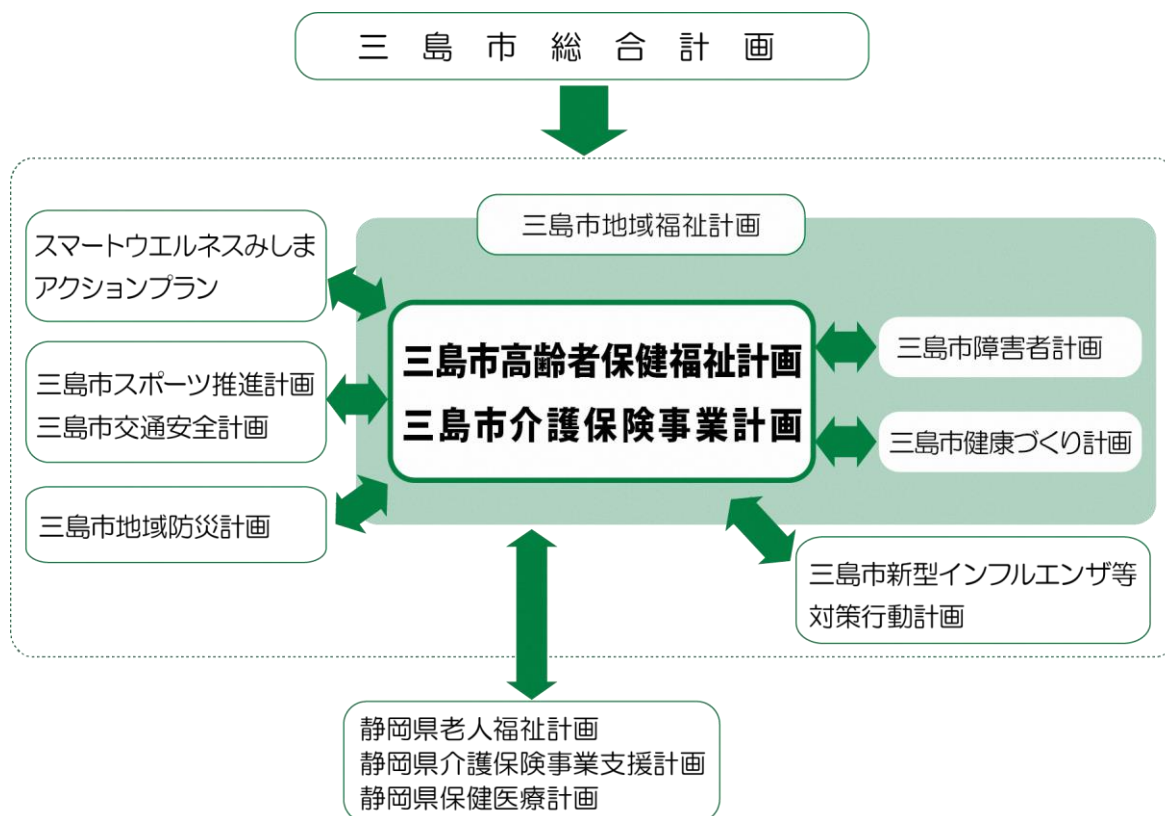 三島市総合計画
三島市地域福祉計画
スマートウエルネスみしま
アクションプラン
三島市高齢者保健福祉計画
三島市介護保険事業計画
三島市スポーツ推進計画
三島市交通安全計画
三島市地域防災計画
三島市障害者計画
三島市健康づくり計画
三島市新型インフルエンザ等
対策行動計画
静岡県老人福祉計画
静岡県介護保険事業支援計画
静岡県保健医療計画